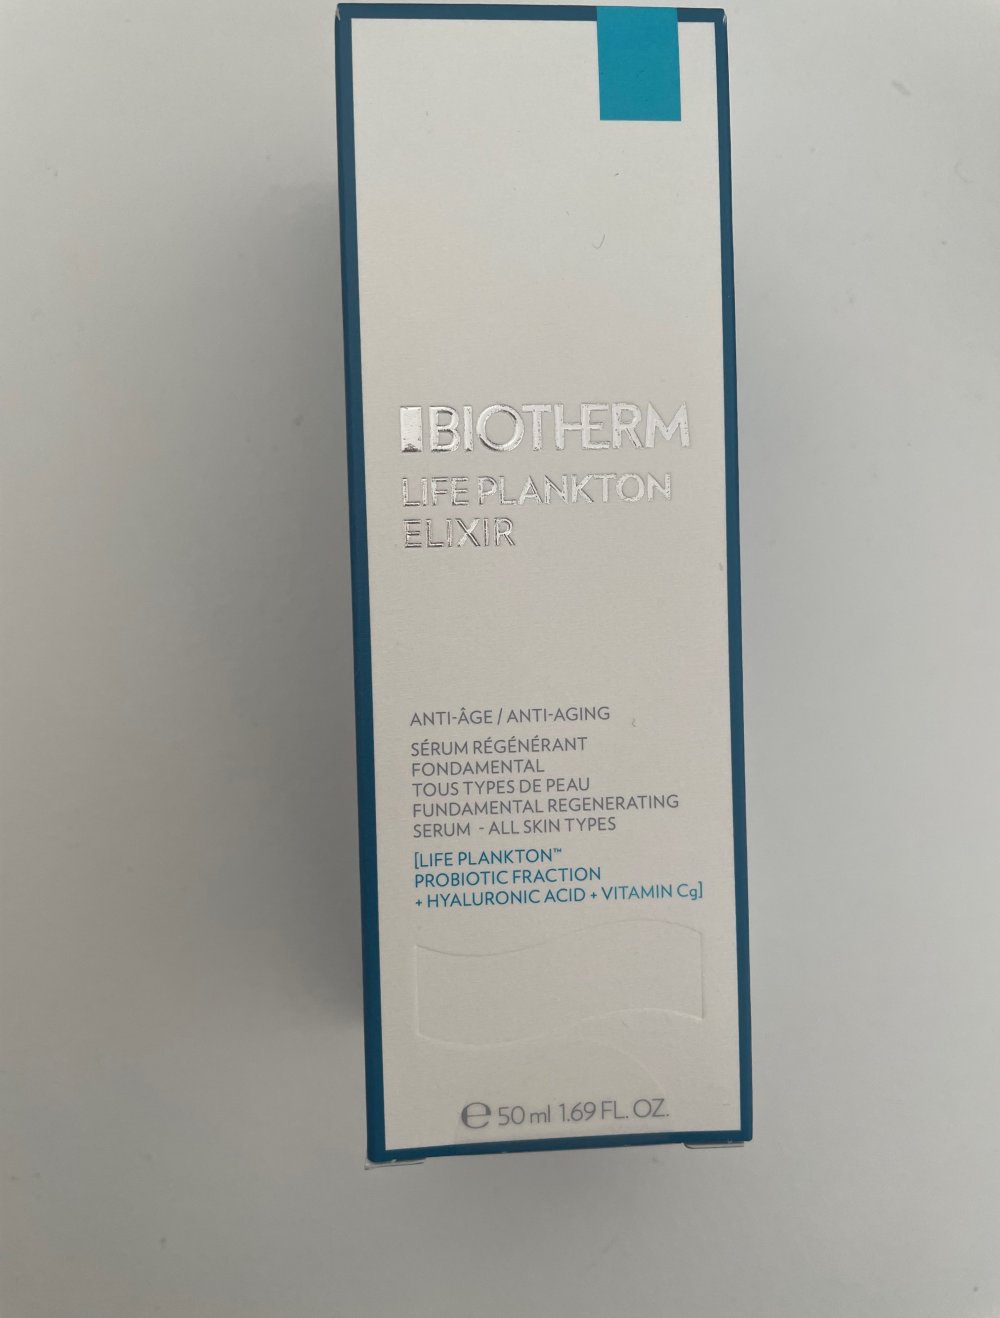 BIOTHERM
LIFE PLANKTON
ELIXIR
ANTI-ÂGE / ANTI-AGING
SÉRUM RÉGÉNÉRANT
FONDAMENTAL
TOUS TYPES DE PEAU
FUNDAMENTAL REGENERATING
SERUM - ALL SKIN TYPES
[LIFE PLANKTON™
PROBIOTIC FRACTION
+ HYALURONIC ACID + VITAMIN Cg]
℮ 50 ml 1.69 FL. OZ.